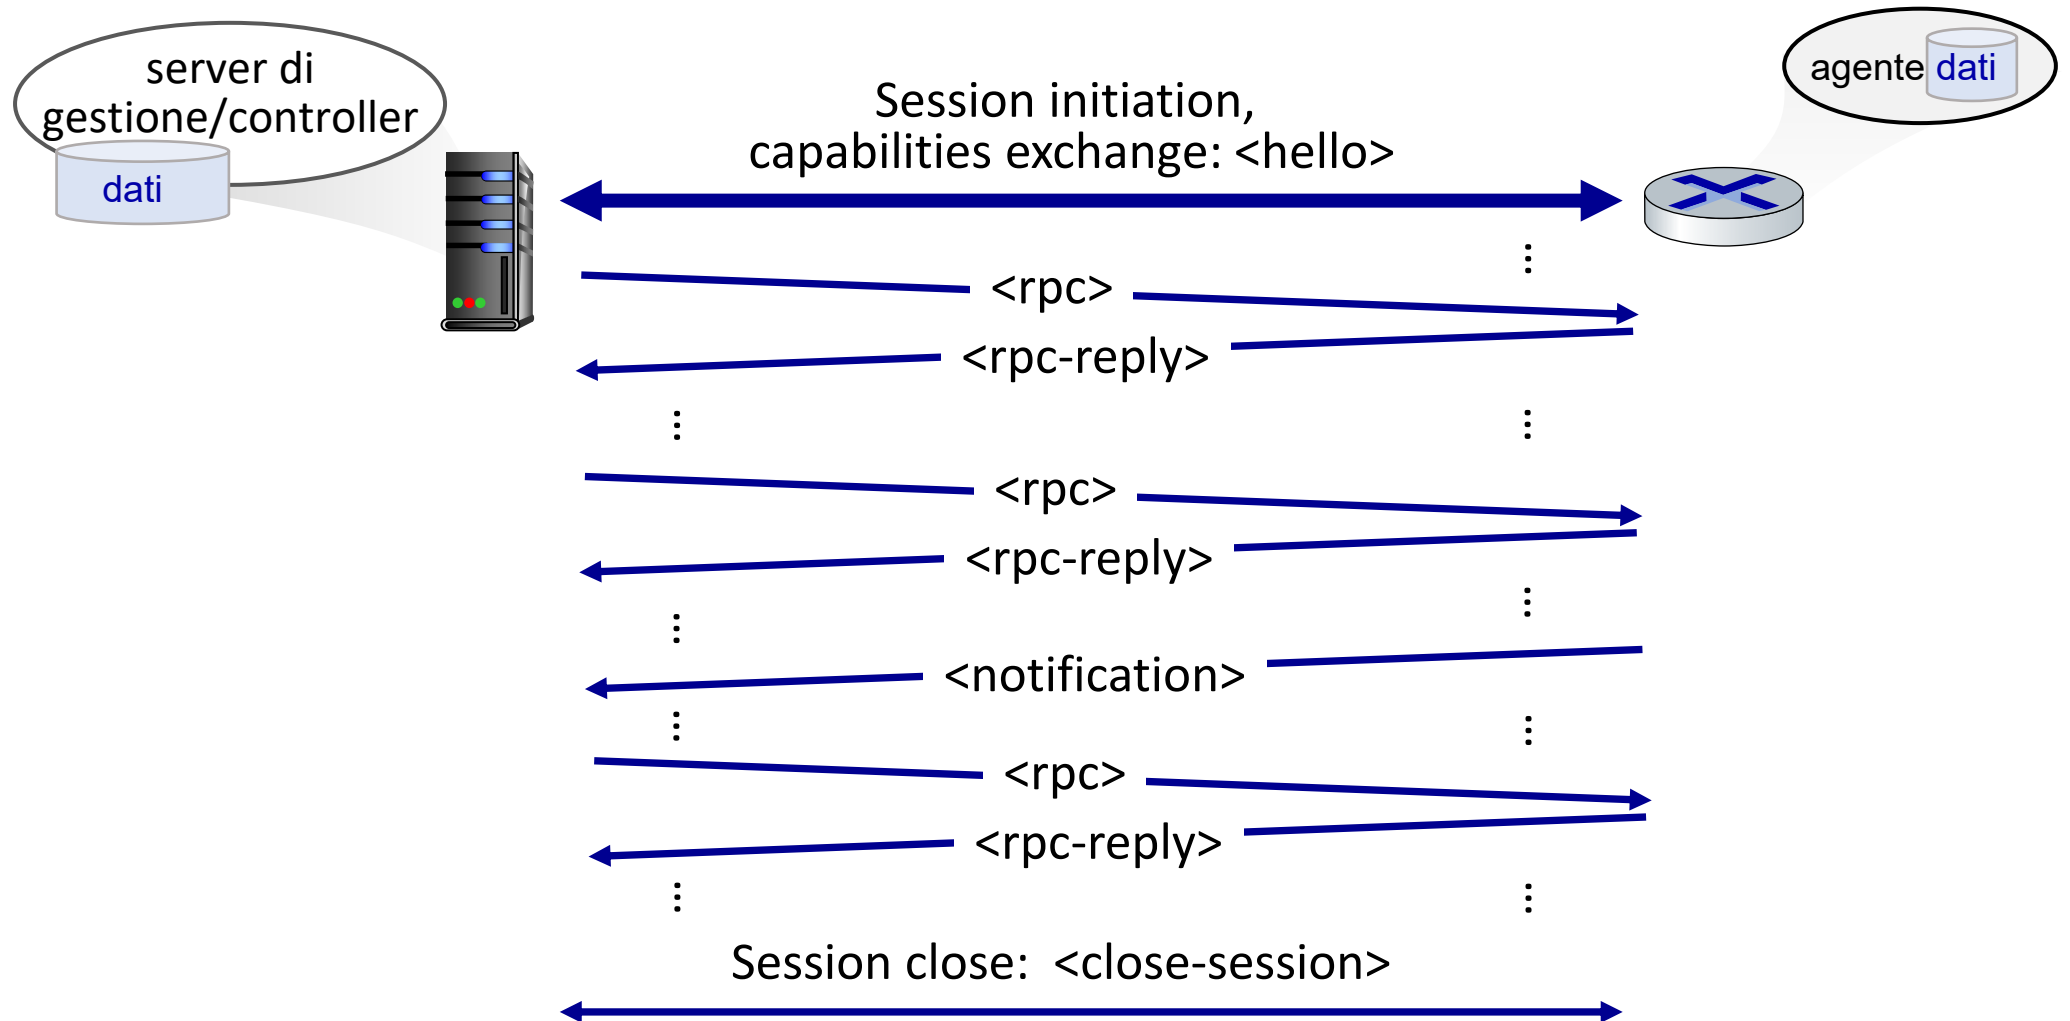 server di
gestione/controller
dati
agente dati
Session initiation,
capabilities exchange: <hello>
<rpc>
<rpc-reply>
<rpc>
<rpc-reply>
<notification>
<rpc>
<rpc-reply>
Session close: <close-session>